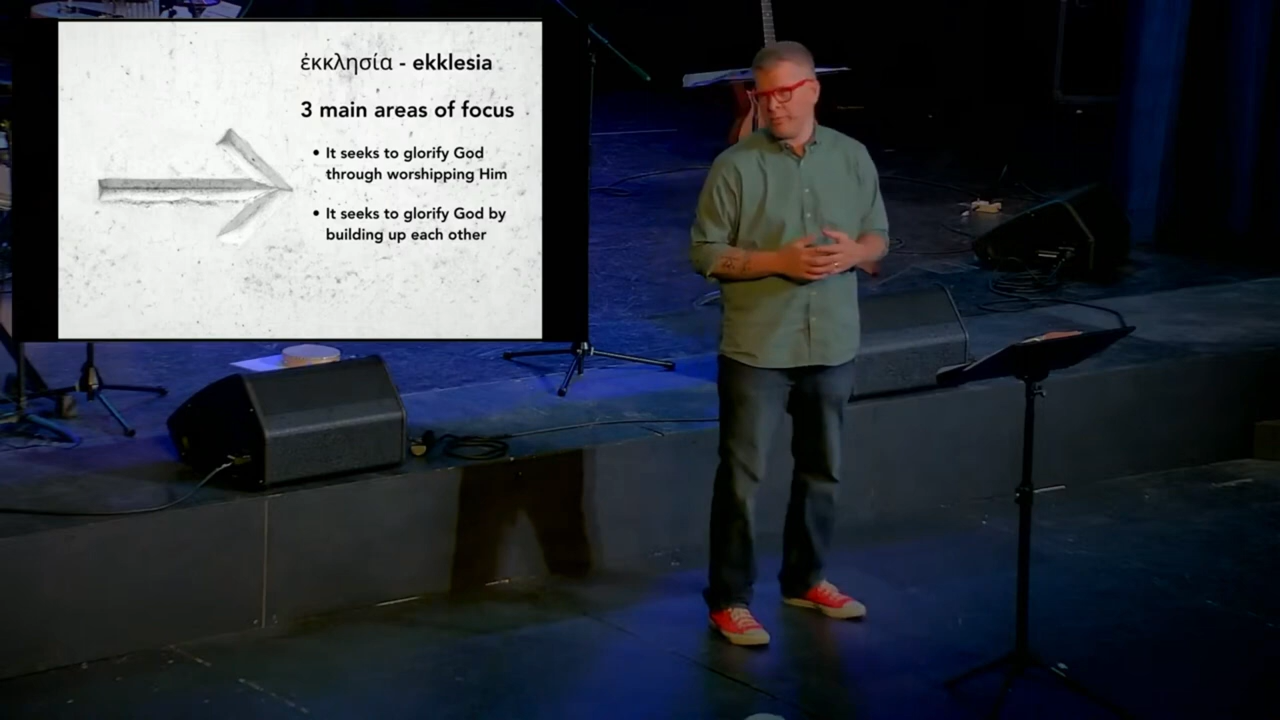 ἐκκλησία - ekklesia
3 main areas of focus
• It seeks to glorify God
through worshipping Him
• It seeks to glorify God by
building up each other